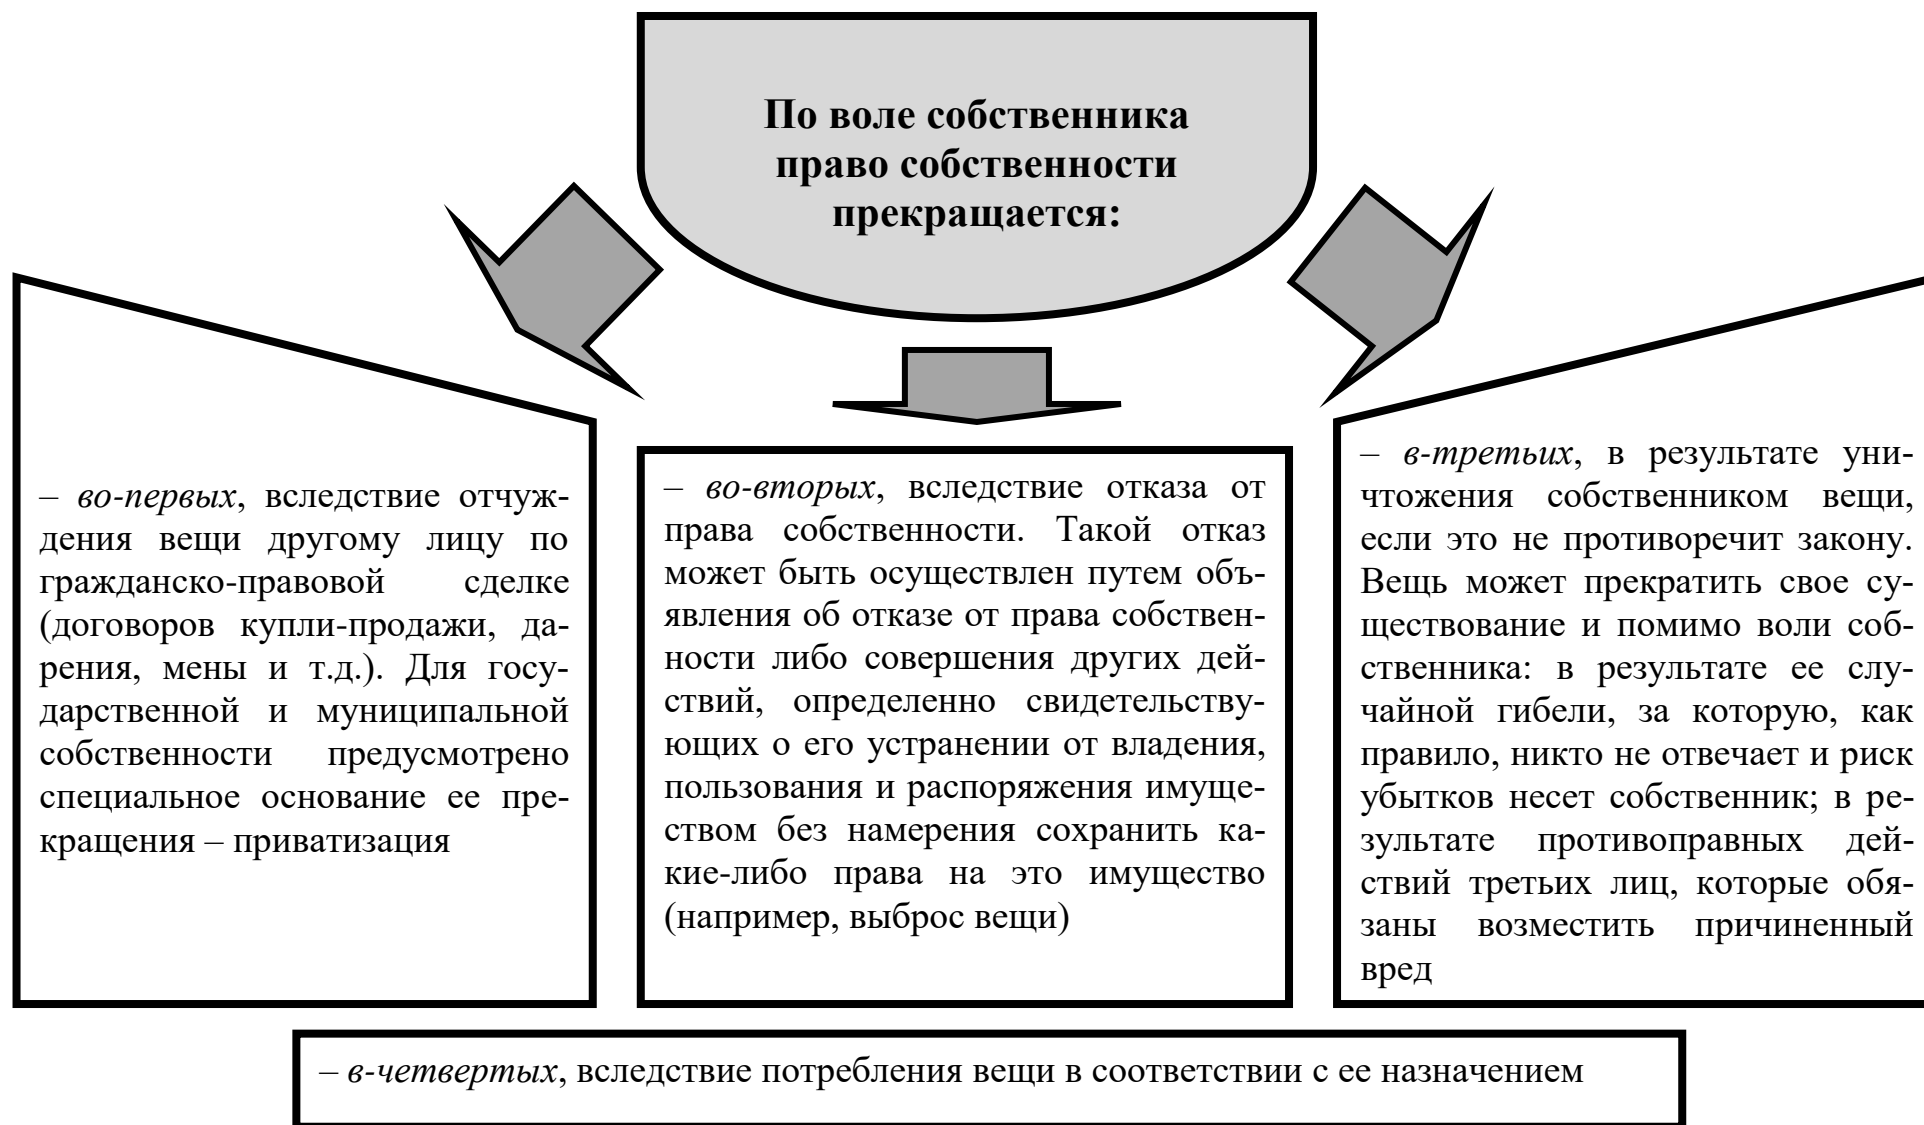 По воле собственника
право собственности
прекращается:
– во-первых, вследствие отчуж-
дения вещи другому лицу по
гражданско-правовой сделке
(договоров купли-продажи, да-
рения, мены и т.д.). Для госу-
дарственной и муниципальной
собственности предусмотрено
специальное основание ее пре-
кращения – приватизация
– во-вторых, вследствие отказа от
права собственности. Такой отказ
может быть осуществлен путем объ-
явления об отказе от права собствен-
ности либо совершения других дей-
ствий, определенно свидетельству-
ющих о его устранении от владения,
пользования и распоряжения имуще-
ством без намерения сохранить ка-
кие-либо права на это имущество
(например, выброс вещи)
– в-третьих, в результате уни-
чтожения собственником вещи,
если это не противоречит закону.
Вещь может прекратить свое су-
ществование и помимо воли соб-
ственника: в результате ее слу-
чайной гибели, за которую, как
правило, никто не отвечает и риск
убытков несет собственник; в ре-
зультате противоправных дей-
ствий третьих лиц, которые обя-
заны возместить причиненный
вред
– в-четвертых, вследствие потребления вещи в соответствии с ее назначением